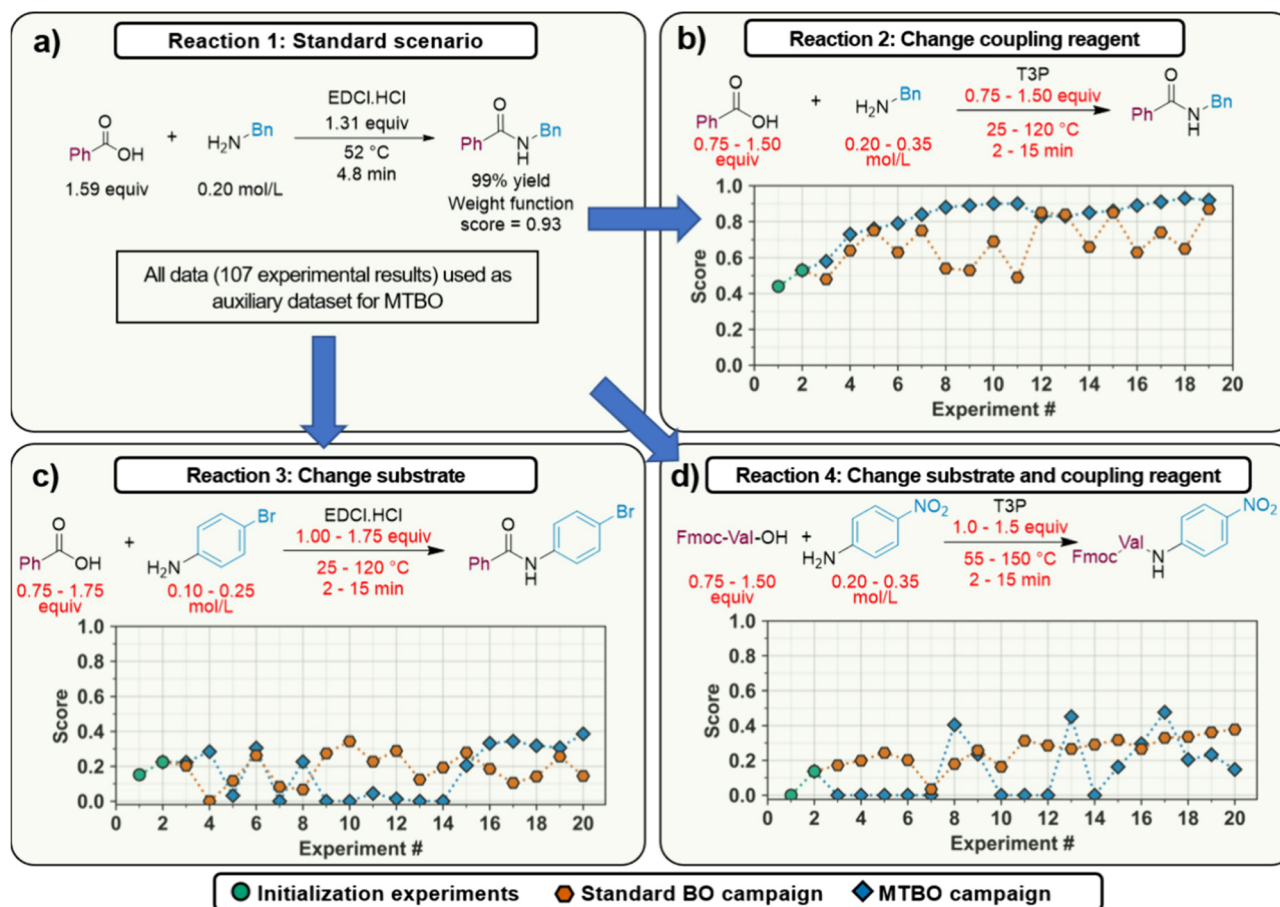 a)
Reaction 1: Standard scenario
O
Ph
OH
+
H₂N
Bn
EDCI.HCl
1.31 equiv
52 °C
4.8 min
O
Ph
N
H
Bn
1.59 equiv
0.20 mol/L
99% yield
Weight function
score = 0.93
All data (107 experimental results) used as
auxiliary dataset for MTBO
b)
Reaction 2: Change coupling reagent
O
Ph
OH
+
H₂N
Bn
T3P
0.75 - 1.50 equiv
25 - 120 °C
2 - 15 min
O
Ph
N
H
Bn
0.75 - 1.50
equiv
0.20 - 0.35
mol/L
Score
1.0
0.8
0.6
0.4
0.2
0.0
0 2 4 6 8 10 12 14 16 18 20
Experiment #
c)
Reaction 3: Change substrate
O
Ph
OH
+
H₂N
Br
EDCI.HCl
1.00 - 1.75 equiv
25 - 120 °C
2 - 15 min
O
Ph
N
H
Br
0.75 - 1.75
equiv
0.10 - 0.25
mol/L
Score
1.0
0.8
0.6
0.4
0.2
0.0
0 2 4 6 8 10 12 14 16 18 20
Experiment #
d)
Reaction 4: Change substrate and coupling reagent
Fmoc-Val-OH
+
H₂N
NO₂
T3P
1.0 - 1.5 equiv
55 - 150 °C
2 - 15 min
Fmoc
Val
N
H
NO₂
0.75 - 1.50
equiv
0.20 - 0.35
mol/L
Score
1.0
0.8
0.6
0.4
0.2
0.0
0 2 4 6 8 10 12 14 16 18 20
Experiment #
Initialization experiments
Standard BO campaign
MTBO campaign